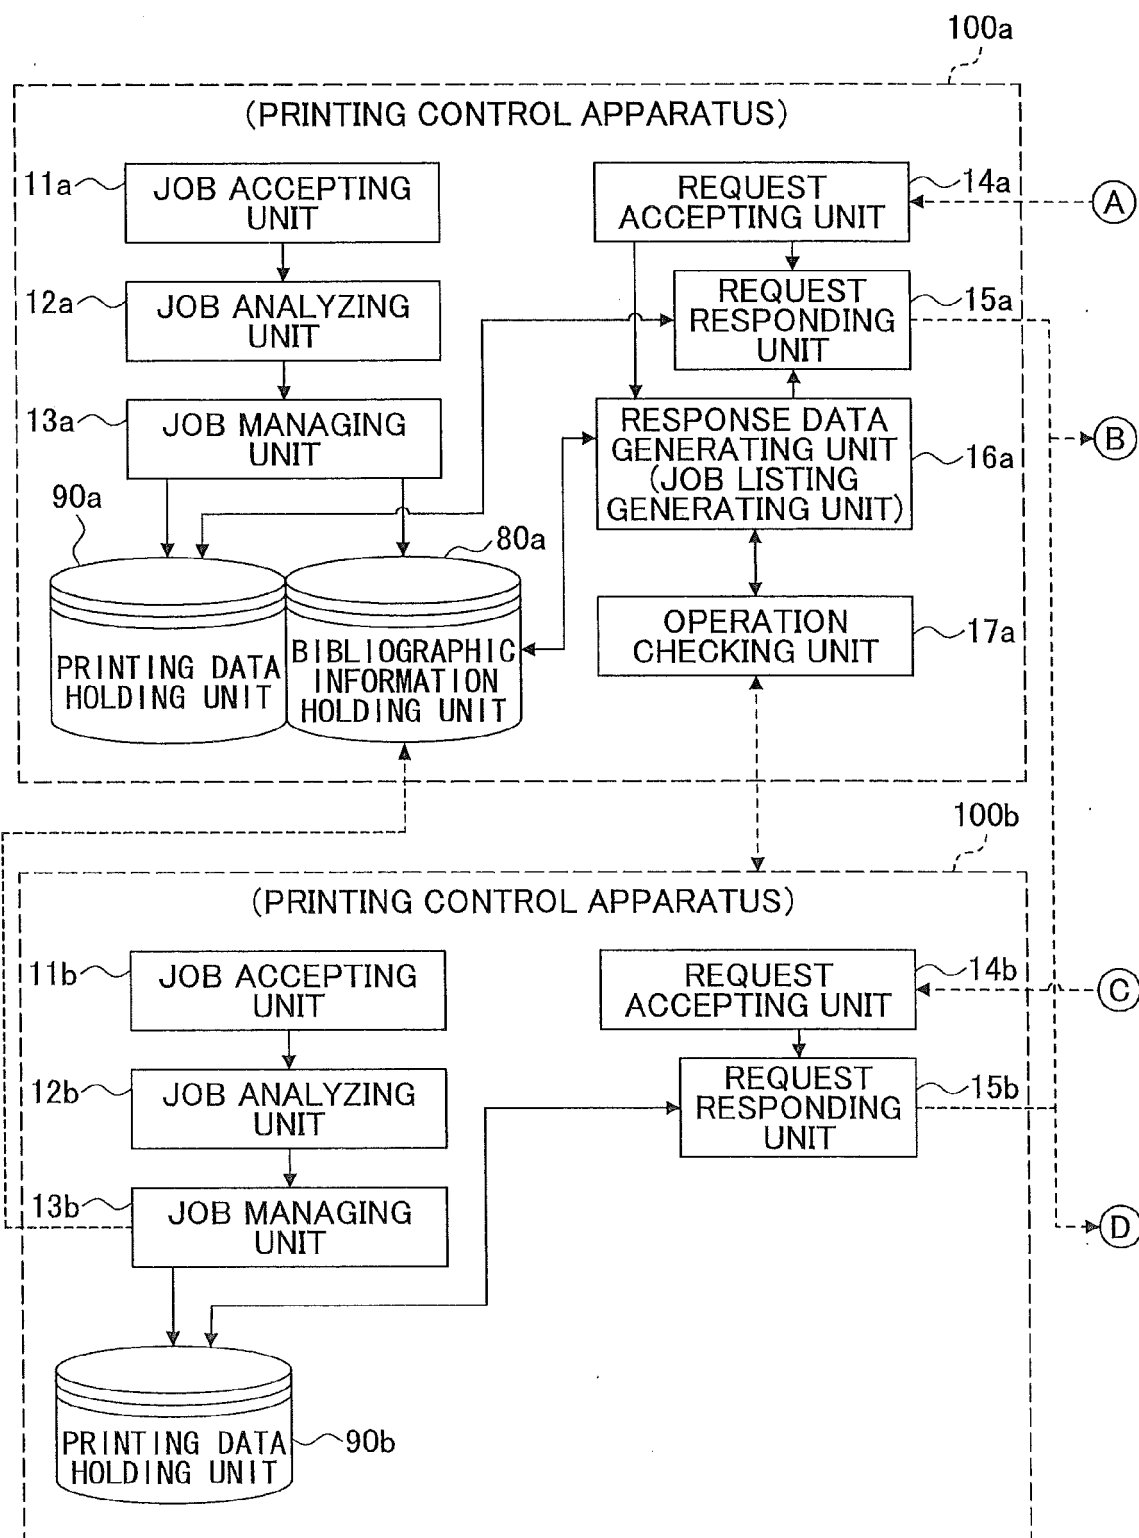 100a
(PRINTING CONTROL APPARATUS)
11a
JOB ACCEPTING
UNIT
12a
JOB ANALYZING
UNIT
13a
JOB MANAGING
UNIT
90a
PRINTING DATA
HOLDING UNIT
80a
BIBLIOGRAPHIC
INFORMATION
HOLDING UNIT
REQUEST
ACCEPTING UNIT
14a
A
REQUEST
RESPONDING
UNIT
15a
RESPONSE DATA
GENERATING UNIT
(JOB LISTING
GENERATING UNIT)
16a
B
OPERATION
CHECKING UNIT
17a
100b
(PRINTING CONTROL APPARATUS)
11b
JOB ACCEPTING
UNIT
12b
JOB ANALYZING
UNIT
13b
JOB MANAGING
UNIT
PRINTING DATA
HOLDING UNIT
90b
REQUEST
ACCEPTING UNIT
14b
C
REQUEST
RESPONDING
UNIT
15b
D